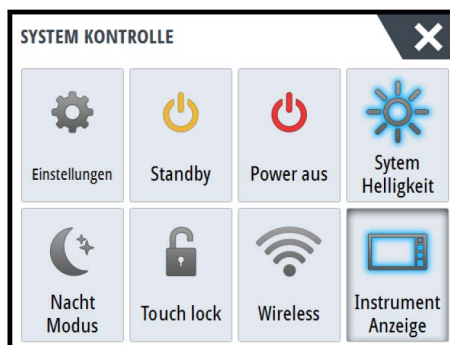 SYSTEM KONTROLLE
Einstellungen
Standby
Power aus
Sytem
Helligkeit
Nacht
Modus
Touch lock
Wireless
Instrument
Anzeige